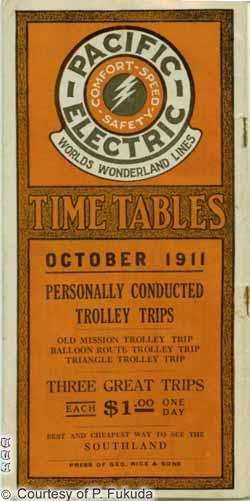 PACIFIC
COMFORT·SPEED
SAFETY
ELECTRIC
WORLDS WONDERLAND LINES
TIME TABLES
OCTOBER 1911
PERSONALLY CONDUCTED
TROLLEY TRIPS
OLD MISSION TROLLEY TRIP
BALLOON ROUTE TROLLEY TRIP
TRIANGLE TROLLEY TRIP
THREE GREAT TRIPS
EACH $1.00 ONE DAY
BEST AND CHEAPEST WAY TO SEE THE
SOUTHLAND
PRESS OF GEO. RICE & SONS
© Courtesy of P. Fukuda